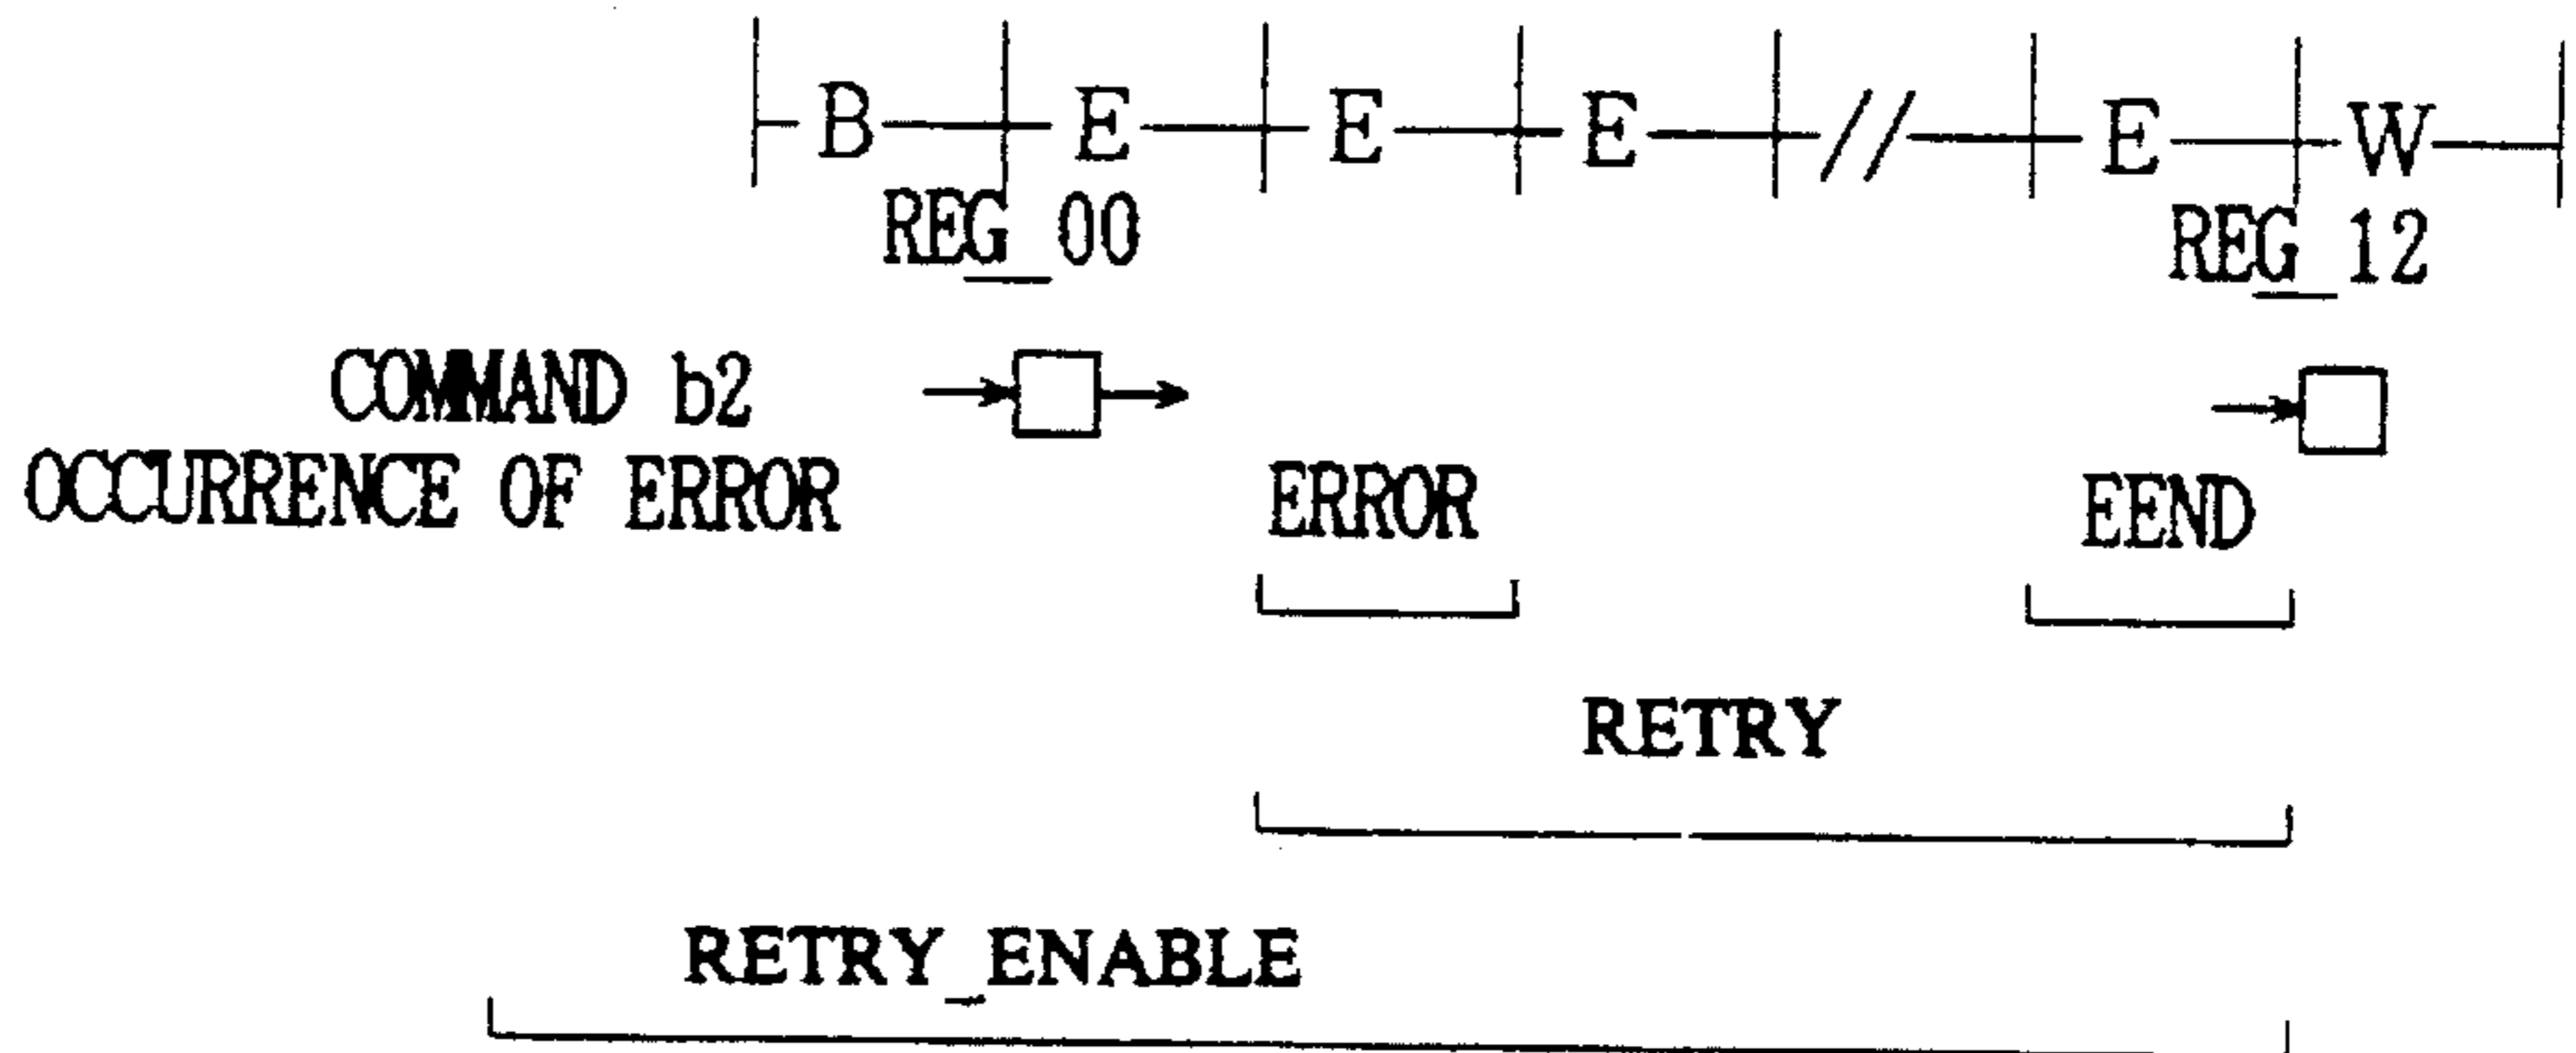 B E E E // E W
REG_00 REG_12
COMMAND b2
OCCURRENCE OF ERROR ERROR EEND
RETRY
RETRY_ENABLE